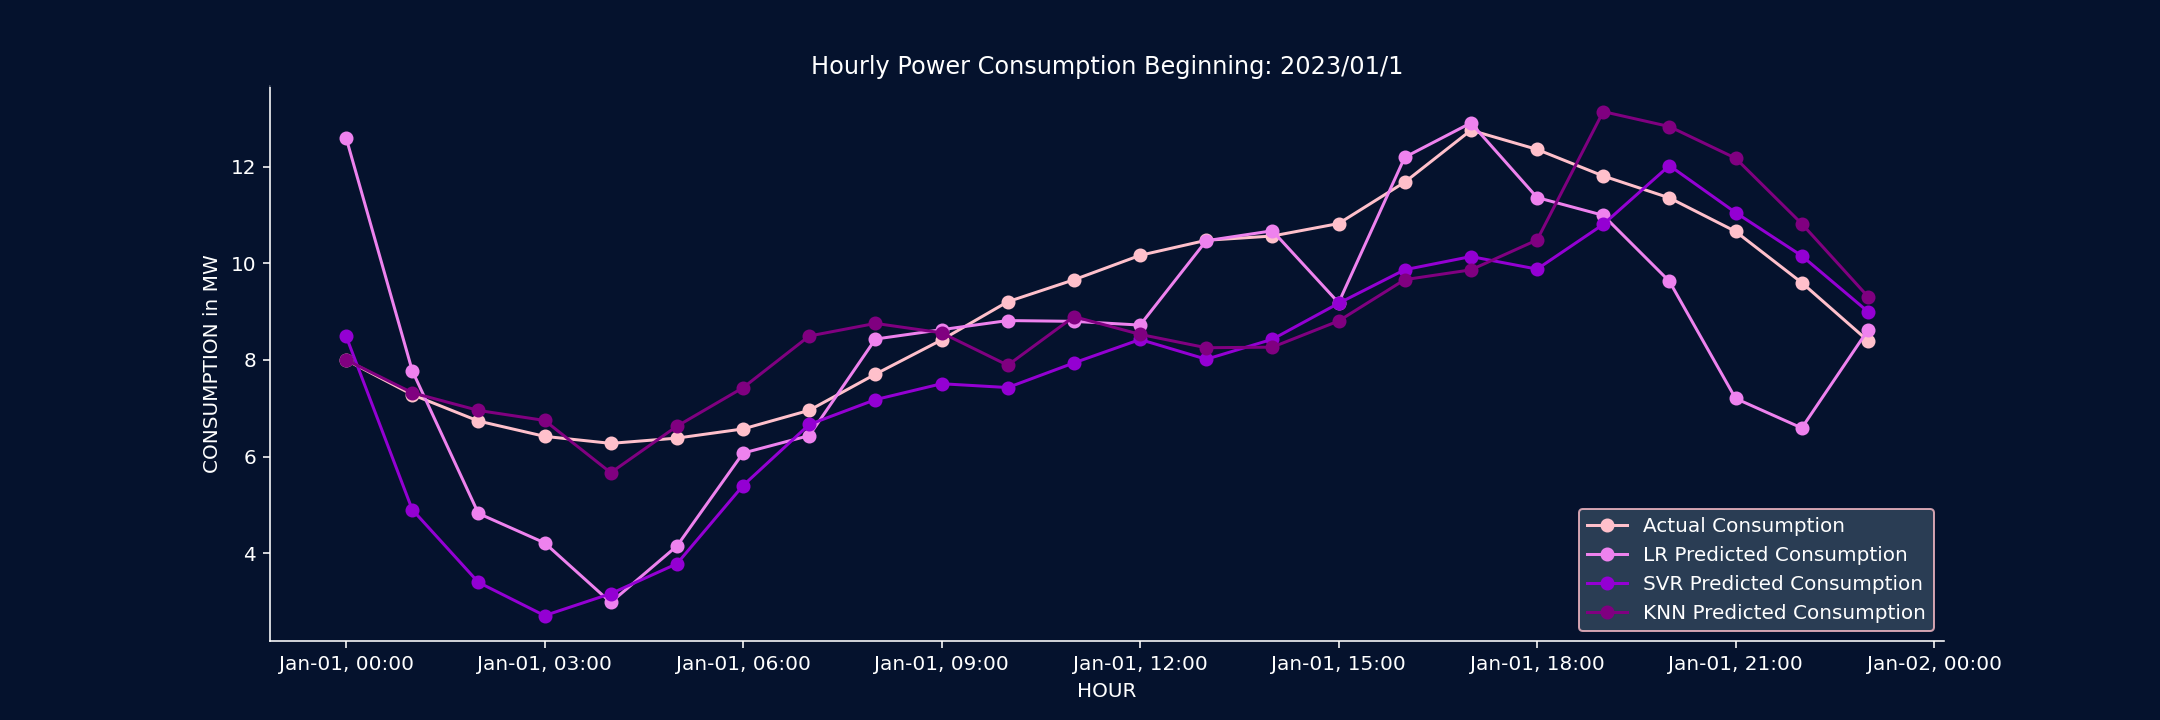 Hourly Power Consumption Beginning: 2023/01/1
CONSUMPTION in MW
12
10
8
6
4
Actual Consumption
LR Predicted Consumption
SVR Predicted Consumption
KNN Predicted Consumption
Jan-01, 00:00 Jan-01, 03:00 Jan-01, 06:00 Jan-01, 09:00 Jan-01, 12:00 Jan-01, 15:00 Jan-01, 18:00 Jan-01, 21:00 Jan-02, 00:00
HOUR